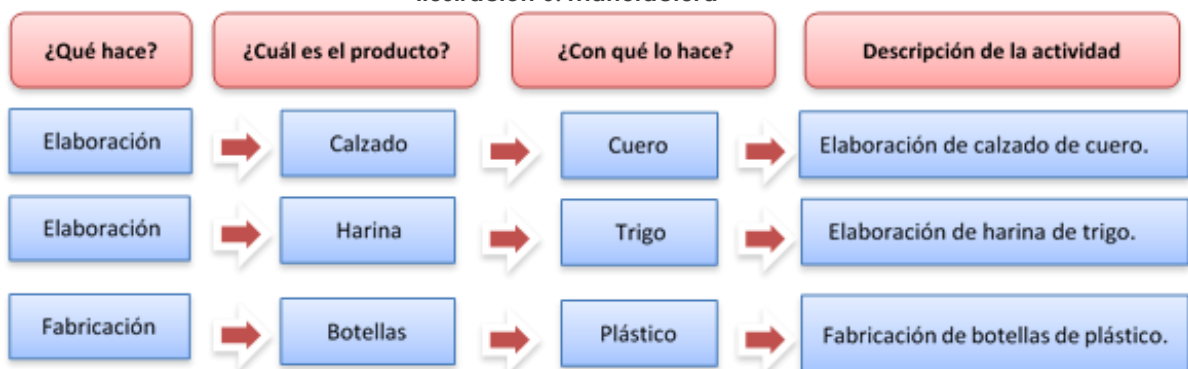 ¿Qué hace? ¿Cuál es el producto? ¿Con qué lo hace? Descripción de la actividad
Elaboración Calzado Cuero Elaboración de calzado de cuero.
Elaboración Harina Trigo Elaboración de harina de trigo.
Fabricación Botellas Plástico Fabricación de botellas de plástico.